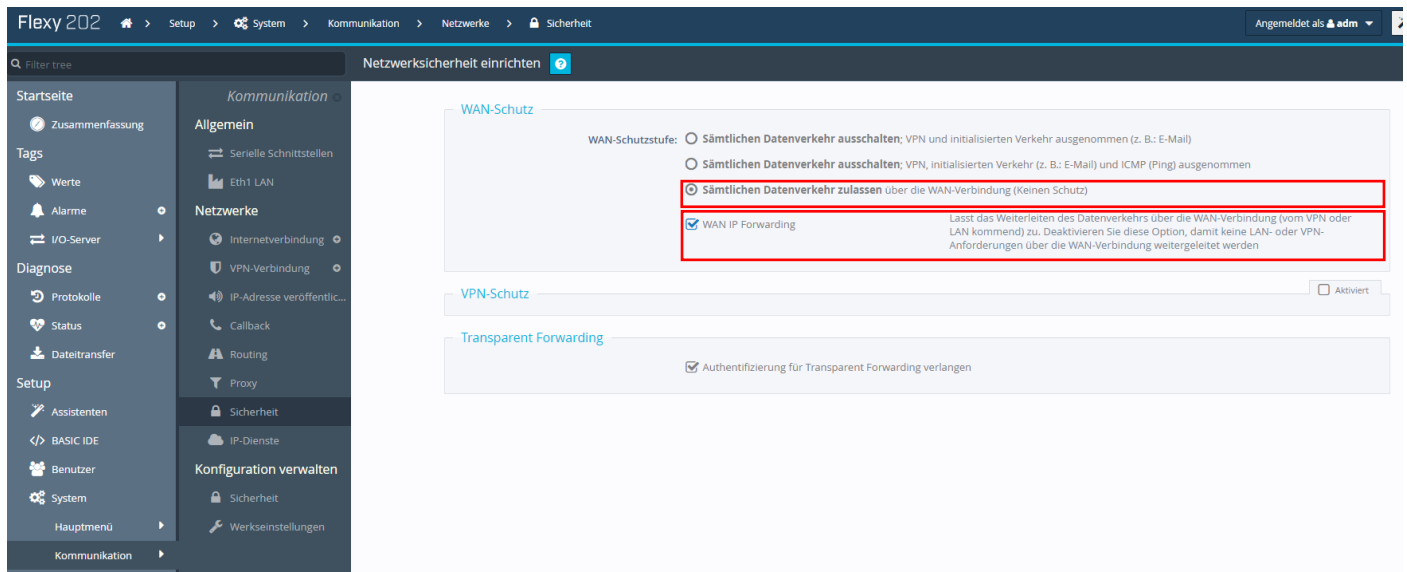 Flexy 202 > Setup > System > Kommunikation > Netzwerke > Sicherheit
Angemeldet als adm
Filter tree
Netzwerksicherheit einrichten ?
Startseite
Zusammenfassung
Tags
Werte
Alarme
I/O-Server
Diagnose
Protokolle
Status
Dateitransfer
Setup
Assistenten
BASIC IDE
Benutzer
System
Hauptmenü
Kommunikation
Kommunikation
Allgemein
Serielle Schnittstellen
Eth1 LAN
Netzwerke
Internetverbindung
VPN-Verbindung
IP-Adresse veröffentlic...
Callback
Routing
Proxy
Sicherheit
IP-Dienste
Konfiguration verwalten
Sicherheit
Werkseinstellungen
WAN-Schutz
WAN-Schutzstufe: Sämtlichen Datenverkehr ausschalten; VPN und initialisierten Verkehr ausgenommen (z. B.: E-Mail)
Sämtlichen Datenverkehr ausschalten; VPN, initialisierten Verkehr (z. B.: E-Mail) und ICMP (Ping) ausgenommen
Sämtlichen Datenverkehr zulassen über die WAN-Verbindung (Keinen Schutz)
WAN IP Forwarding
Lasst das Weiterleiten des Datenverkehrs über die WAN-Verbindung (vom VPN oder
LAN kommend) zu. Deaktivieren Sie diese Option, damit keine LAN- oder VPN-
Anforderungen über die WAN-Verbindung weitergeleitet werden
VPN-Schutz
Aktiviert
Transparent Forwarding
Authentifizierung für Transparent Forwarding verlangen